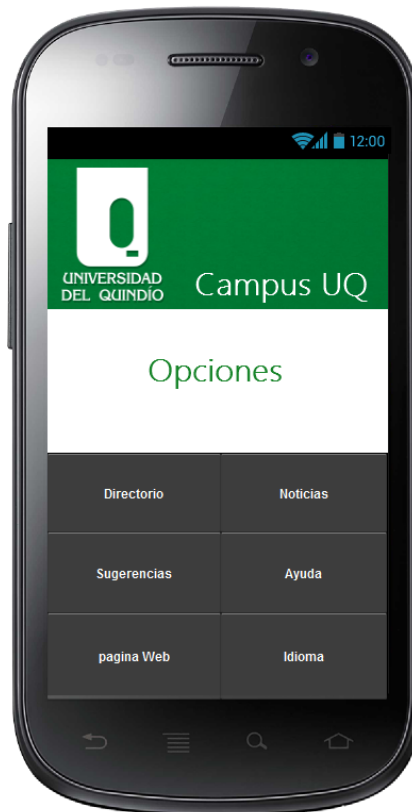 12:00
UNIVERSIDAD
DEL QUINDÍO
Campus UQ
Opciones
Directorio Noticias
Sugerencias Ayuda
pagina Web Idioma